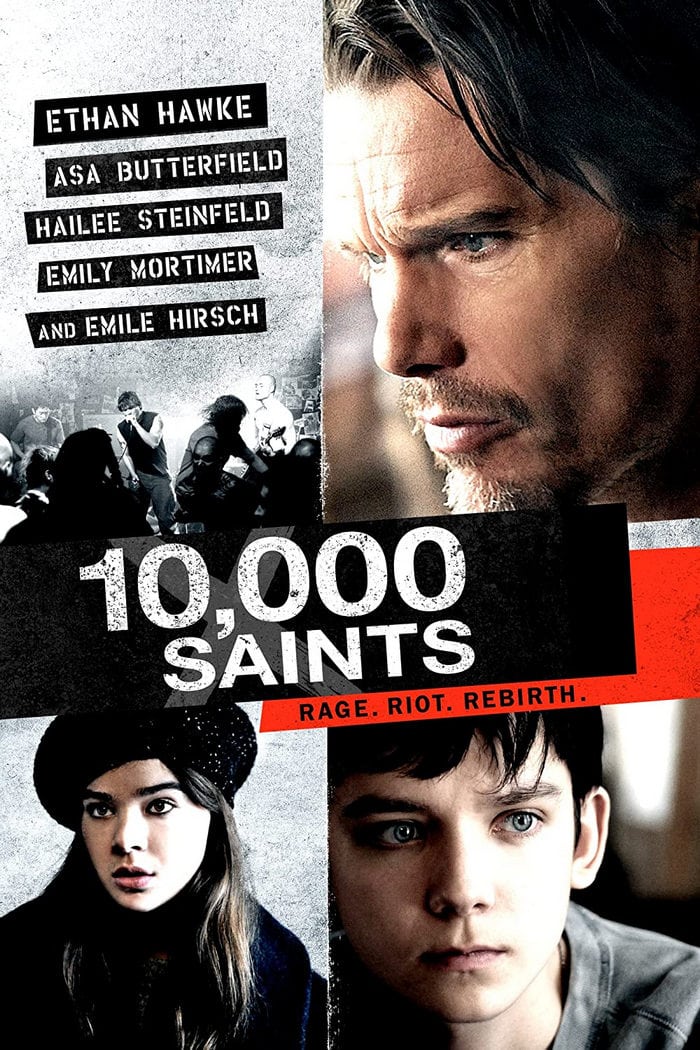 ETHAN HAWKE
ASA BUTTERFIELD
HAILEE STEINFELD
EMILY MORTIMER
AND EMILE HIRSCH
10,000
SAINTS
RAGE. RIOT. REBIRTH.